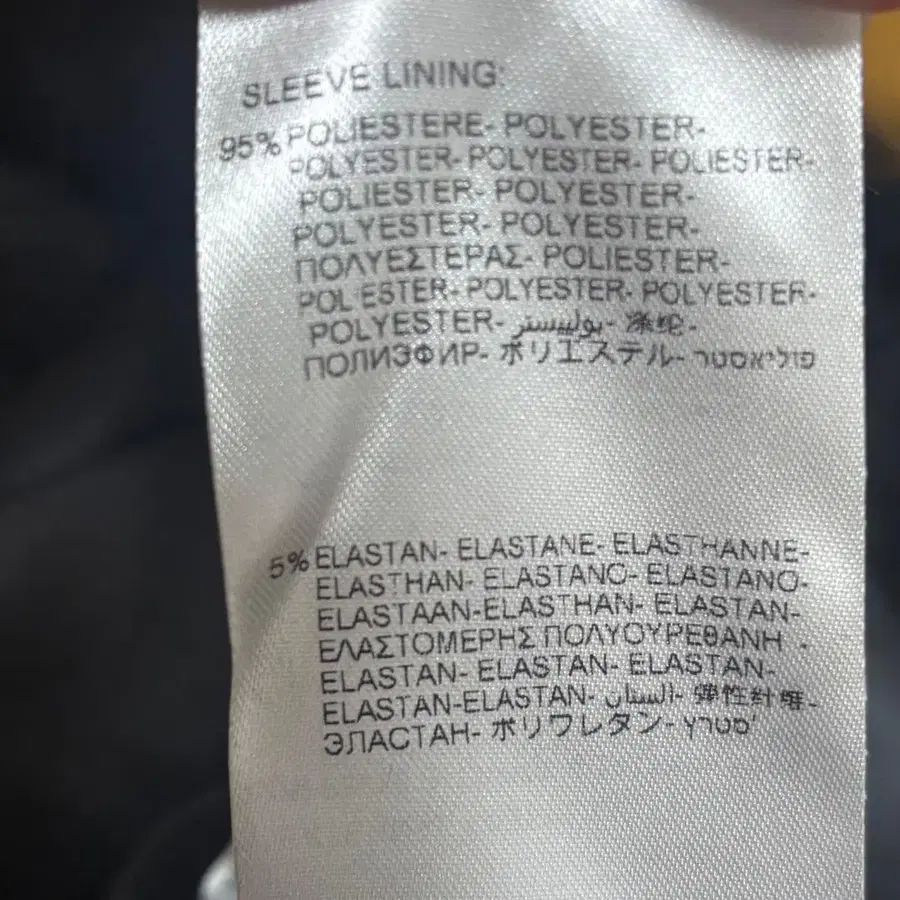 SLEEVE LINING:
95% POLIESTERE- POLYESTER-
POLYESTER- POLYESTER- POLIESTER-
POLIESTER- POLYESTER-
POLYESTER- POLYESTER-
ΠΟΛΥΕΣΤΕΡΑΣ- POLIESTER-
POLIESTER- POLYESTER- POLYESTER-
POLYESTER- بوليستر- 涤纶-
ПОЛИЭФИР- ポリエステル- פוליאסטר
5% ELASTAN- ELASTANE- ELASTHANNE-
ELASTHAN- ELASTANO- ELASTANO-
ELASTAAN-ELASTHAN- ELASTAN-
ΕΛΑΣΤΟΜΕΡΗΣ ΠΟΛΥΟΥΡΕΘΑΝΗ -
ELASTAN- ELASTAN- ELASTAN-
ELASTAN-ELASTAN- الستان- 弹性纤维-
ЭЛАСТАН- ポリウレタン- סטרץ'